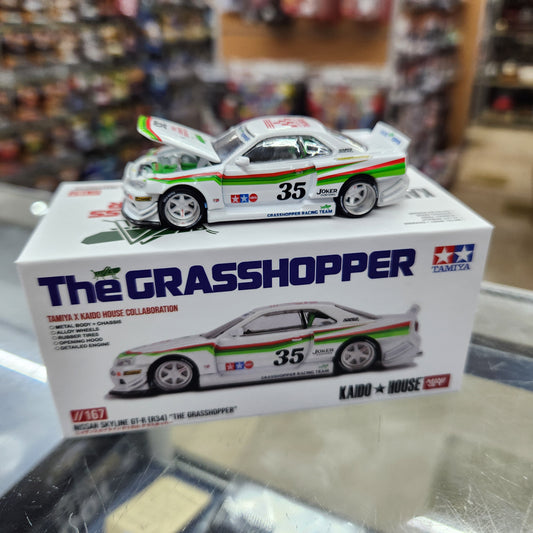 35
JOKER
GRASSHOPPER RACING TEAM
The GRASSHOPPER
TAMIYA
TAMIYA X KAIDO HOUSE COLLABORATION
METAL BODY + CHASSIS
ALLOY WHEELS
RUBBER TIRES
OPENING HOOD
DETAILED ENGINE
35
JOKER
GRASSHOPPER RACING TEAM
KAIDO★HOUSE
//167
NISSAN SKYLINE GT-R (R34) "THE GRASSHOPPER"